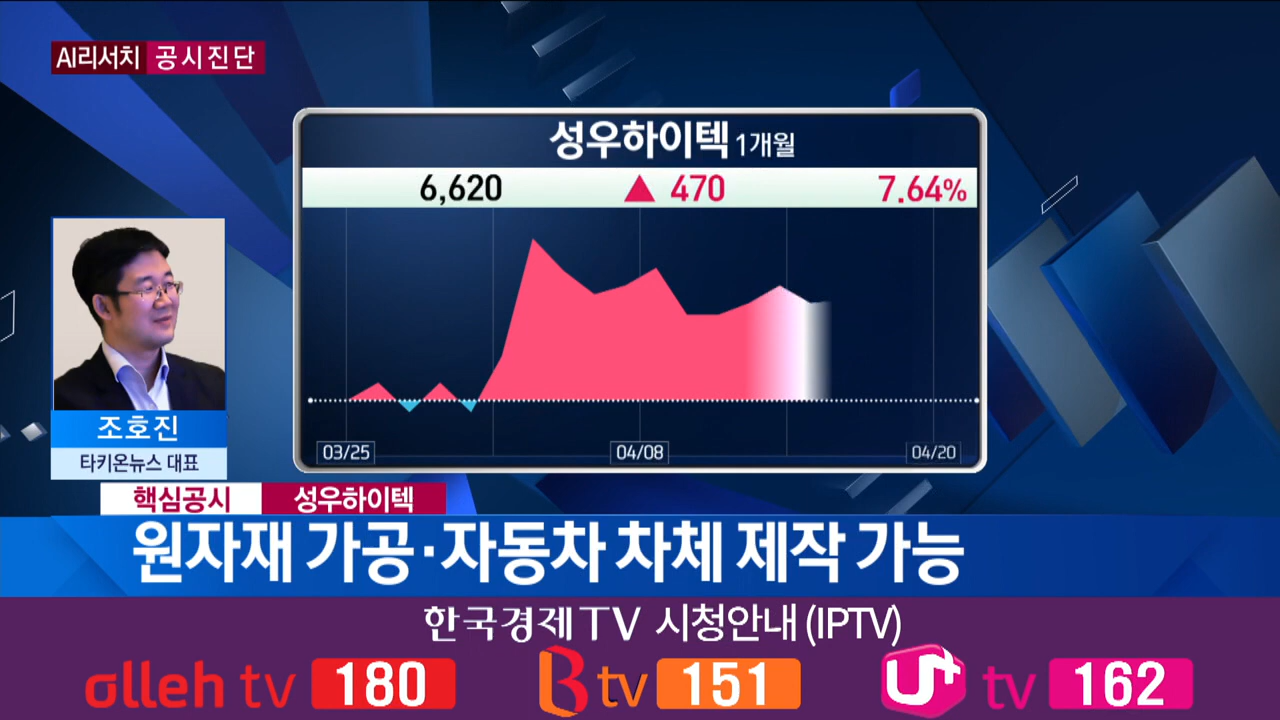 AI리서치 공시진단
성우하이텍 1개월
6,620 ▲ 470 7.64%
03/25 04/08 04/20
조호진
타키온뉴스 대표
핵심공시 성우하이텍
원자재 가공·자동차 차체 제작 가능
한국경제TV 시청안내 (IPTV)
olleh tv 180 B tv 151 U+ tv 162